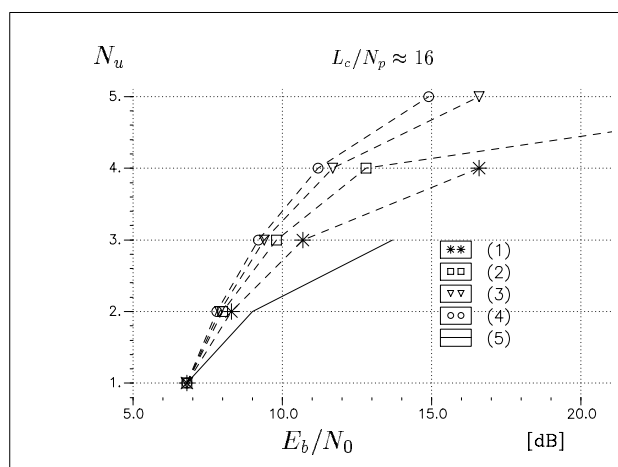 N_u
L_c/N_p ≈ 16
5.
4.
3.
2.
1.
(1)
(2)
(3)
(4)
(5)
5.0 10.0 15.0 20.0
E_b/N_0 [dB]